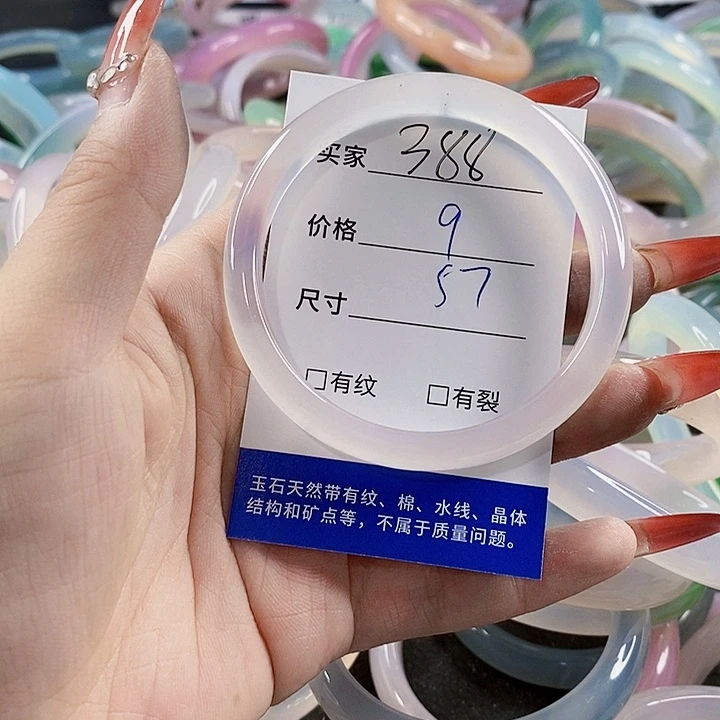 买家 388
价格 9
尺寸 57
□有纹 □有裂
玉石天然带有纹、棉、水线、晶体
结构和矿点等，不属于质量问题。